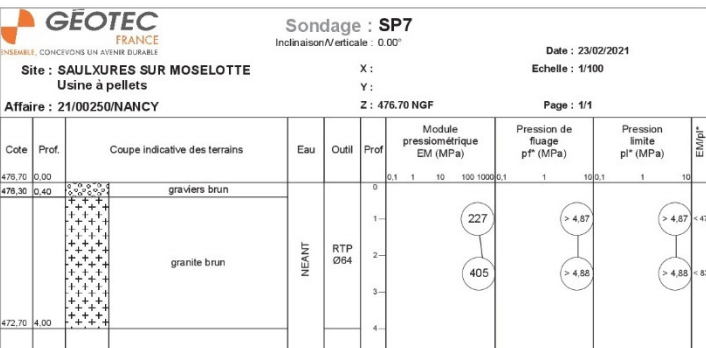 GÉOTEC
FRANCE
ENSEMBLE, CONCEVONS UN AVENIR DURABLE
Sondage : SP7
Inclinaison/Verticale : 0.00°
Date : 23/02/2021
Site : SAULXURES SUR MOSELOTTE
X :
Echelle : 1/100
Usine à pellets
Y :
Affaire : 21/00250/NANCY
Z : 476.70 NGF
Page : 1/1
Cote
Prof.
Coupe indicative des terrains
Eau
Outil
Prof
Module
pressiométrique
EM (MPa)
Pression de
fluage
pf* (MPa)
Pression
limite
pl* (MPa)
EM/pl*
0,1 1 10 100 1000
0,1 1 10
0,1 1 10
476,70 0,00
476,30 0,40
graviers brun
0
1
227
> 4,87
> 4,87
< 47
granite brun
NEANT
RTP
Ø64
2
405
> 4,88
> 4,88
< 83
3
472,70 4.00
4